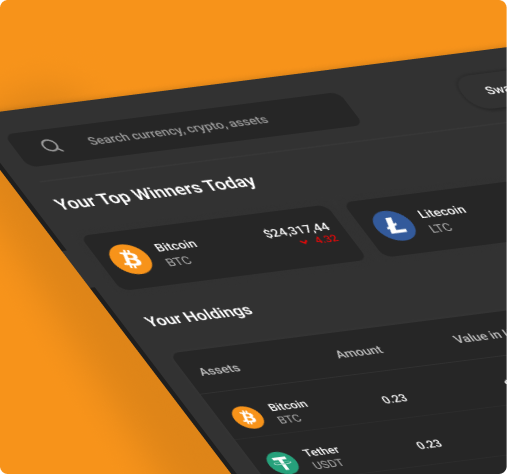 Swa
Search currency, crypto, assets
Your Top Winners Today
Bitcoin
BTC
$24,317,44
4.32
Litecoin
LTC
Your Holdings
Assets
Amount
Value in
Bitcoin
BTC
0.23
Tether
USDT
0.23